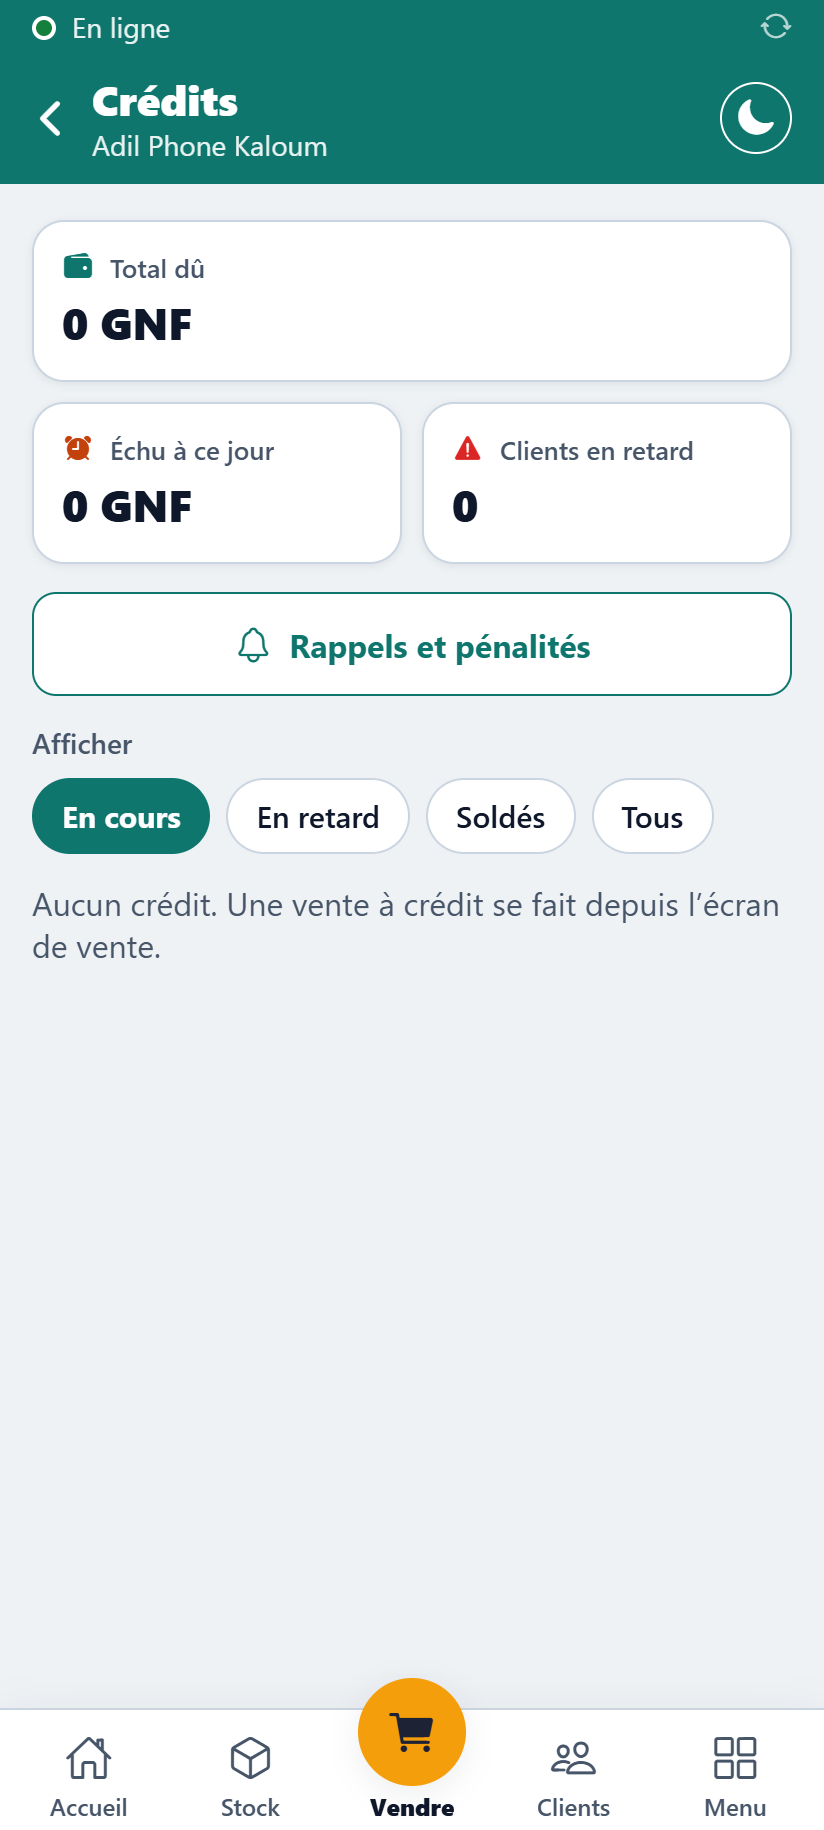 En ligne
Crédits
Adil Phone Kaloum
Total dû
0 GNF
Échu à ce jour
0 GNF
Clients en retard
0
Rappels et pénalités
Afficher
En cours
En retard
Soldés
Tous
Aucun crédit. Une vente à crédit se fait depuis l’écran
de vente.
Accueil
Stock
Vendre
Clients
Menu